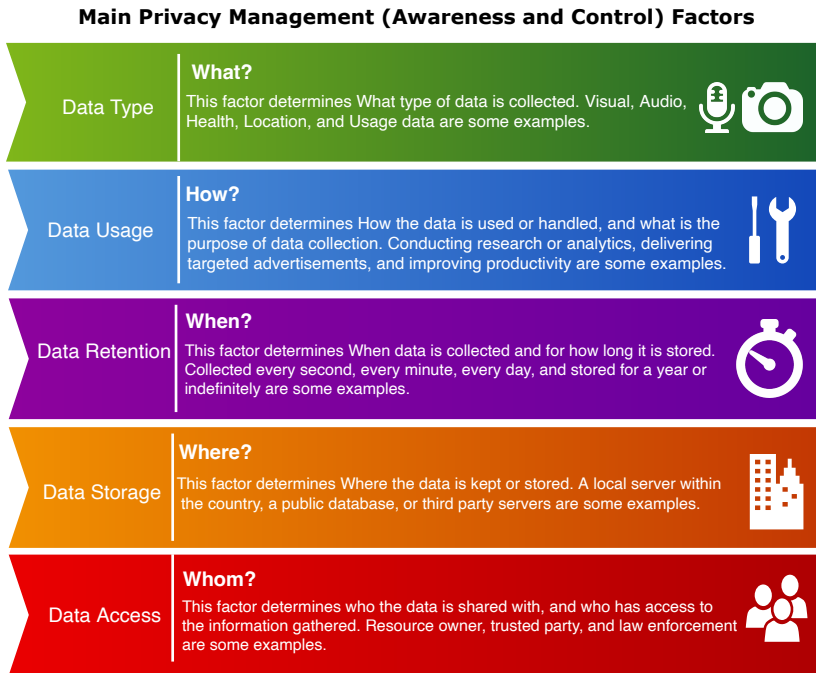 Main Privacy Management (Awareness and Control) Factors
Data Type
What?
This factor determines What type of data is collected. Visual, Audio,
Health, Location, and Usage data are some examples.
Data Usage
How?
This factor determines How the data is used or handled, and what is the
purpose of data collection. Conducting research or analytics, delivering
targeted advertisements, and improving productivity are some examples.
Data Retention
When?
This factor determines When data is collected and for how long it is stored.
Collected every second, every minute, every day, and stored for a year or
indefinitely are some examples.
Data Storage
Where?
This factor determines Where the data is kept or stored. A local server within
the country, a public database, or third party servers are some examples.
Data Access
Whom?
This factor determines who the data is shared with, and who has access to
the information gathered. Resource owner, trusted party, and law enforcement
are some examples.